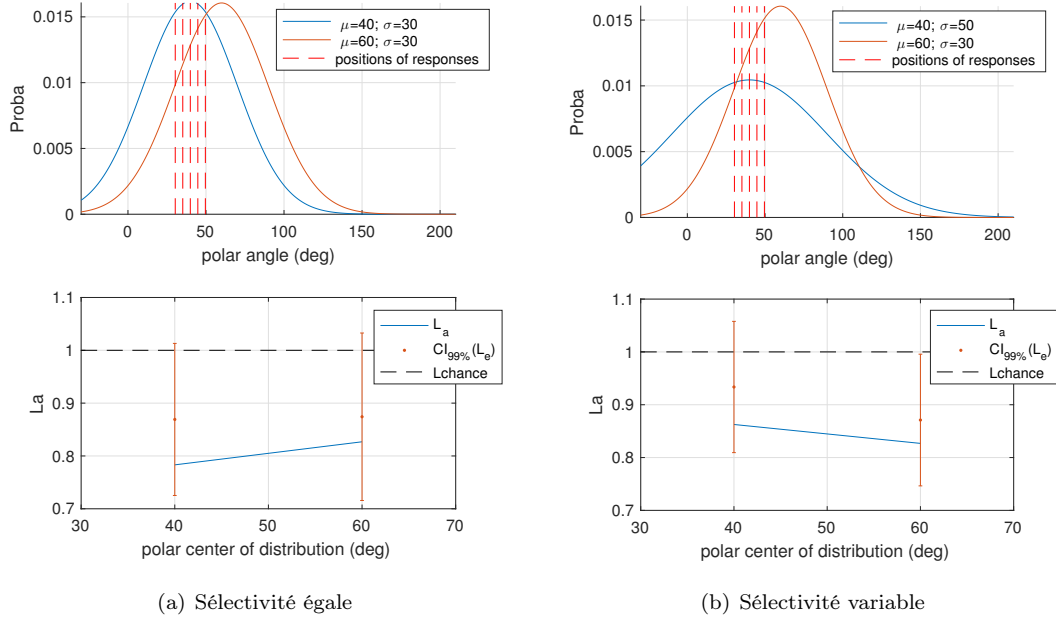 0.015
0.01
0.005
0
Proba
0
50
100
150
200
polar angle (deg)
μ=40; σ=30
μ=60; σ=30
positions of responses
0.015
0.01
0.005
0
Proba
0
50
100
150
200
polar angle (deg)
μ=40; σ=50
μ=60; σ=30
positions of responses
1.1
1
0.9
0.8
0.7
La
30
40
50
60
70
polar center of distribution (deg)
L_a
CI_99%(L_e)
Lchance
1.1
1
0.9
0.8
0.7
La
30
40
50
60
70
polar center of distribution (deg)
L_a
CI_99%(L_e)
Lchance
(a) Sélectivité égale
(b) Sélectivité variable